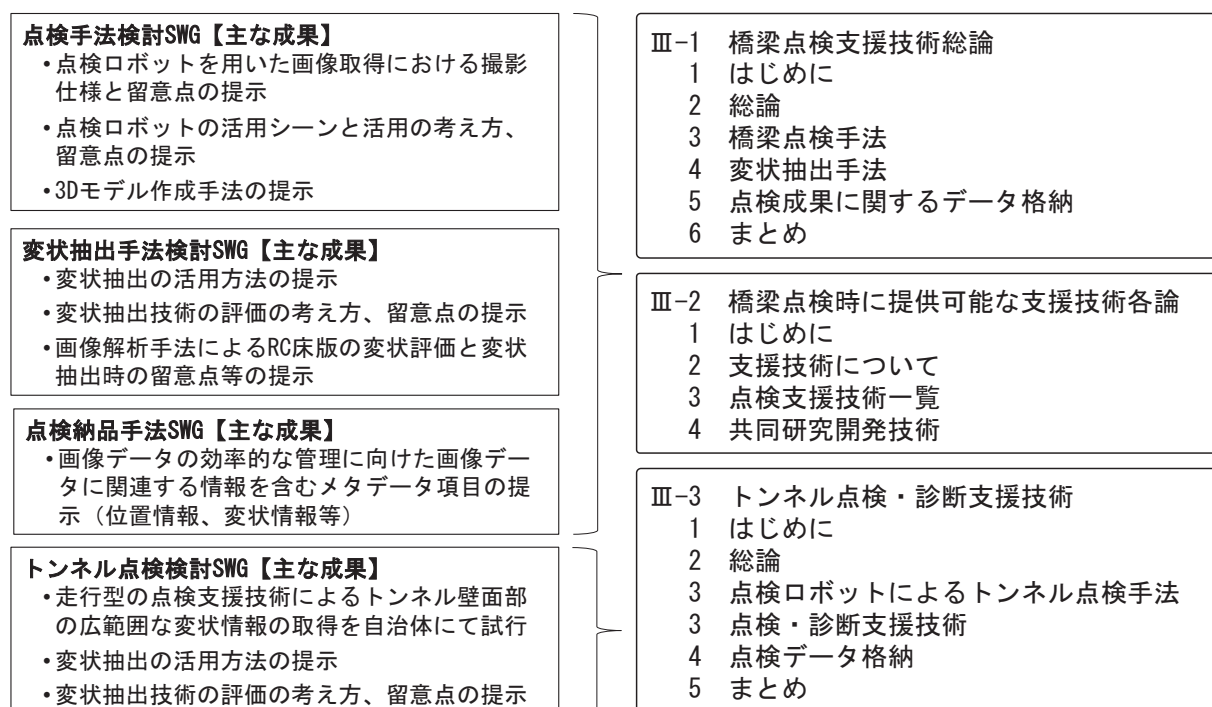 点検手法検討SWG【主な成果】
•点検ロボットを用いた画像取得における撮影
仕様と留意点の提示
•点検ロボットの活用シーンと活用の考え方、
留意点の提示
•3Dモデル作成手法の提示
変状抽出手法検討SWG【主な成果】
•変状抽出の活用方法の提示
•変状抽出技術の評価の考え方、留意点の提示
•画像解析手法によるRC床版の変状評価と変状
抽出時の留意点等の提示
点検納品手法SWG【主な成果】
•画像データの効率的な管理に向けた画像デー
タに関連する情報を含むメタデータ項目の提
示（位置情報、変状情報等）
トンネル点検検討SWG【主な成果】
•走行型の点検支援技術によるトンネル壁面部
の広範囲な変状情報の取得を自治体にて試行
•変状抽出の活用方法の提示
•変状抽出技術の評価の考え方、留意点の提示
Ⅲ-1 橋梁点検支援技術総論
1 はじめに
2 総論
3 橋梁点検手法
4 変状抽出手法
5 点検成果に関するデータ格納
6 まとめ
Ⅲ-2 橋梁点検時に提供可能な支援技術各論
1 はじめに
2 支援技術について
3 点検支援技術一覧
4 共同研究開発技術
Ⅲ-3 トンネル点検・診断支援技術
1 はじめに
2 総論
3 点検ロボットによるトンネル点検手法
3 点検・診断支援技術
4 点検データ格納
5 まとめ